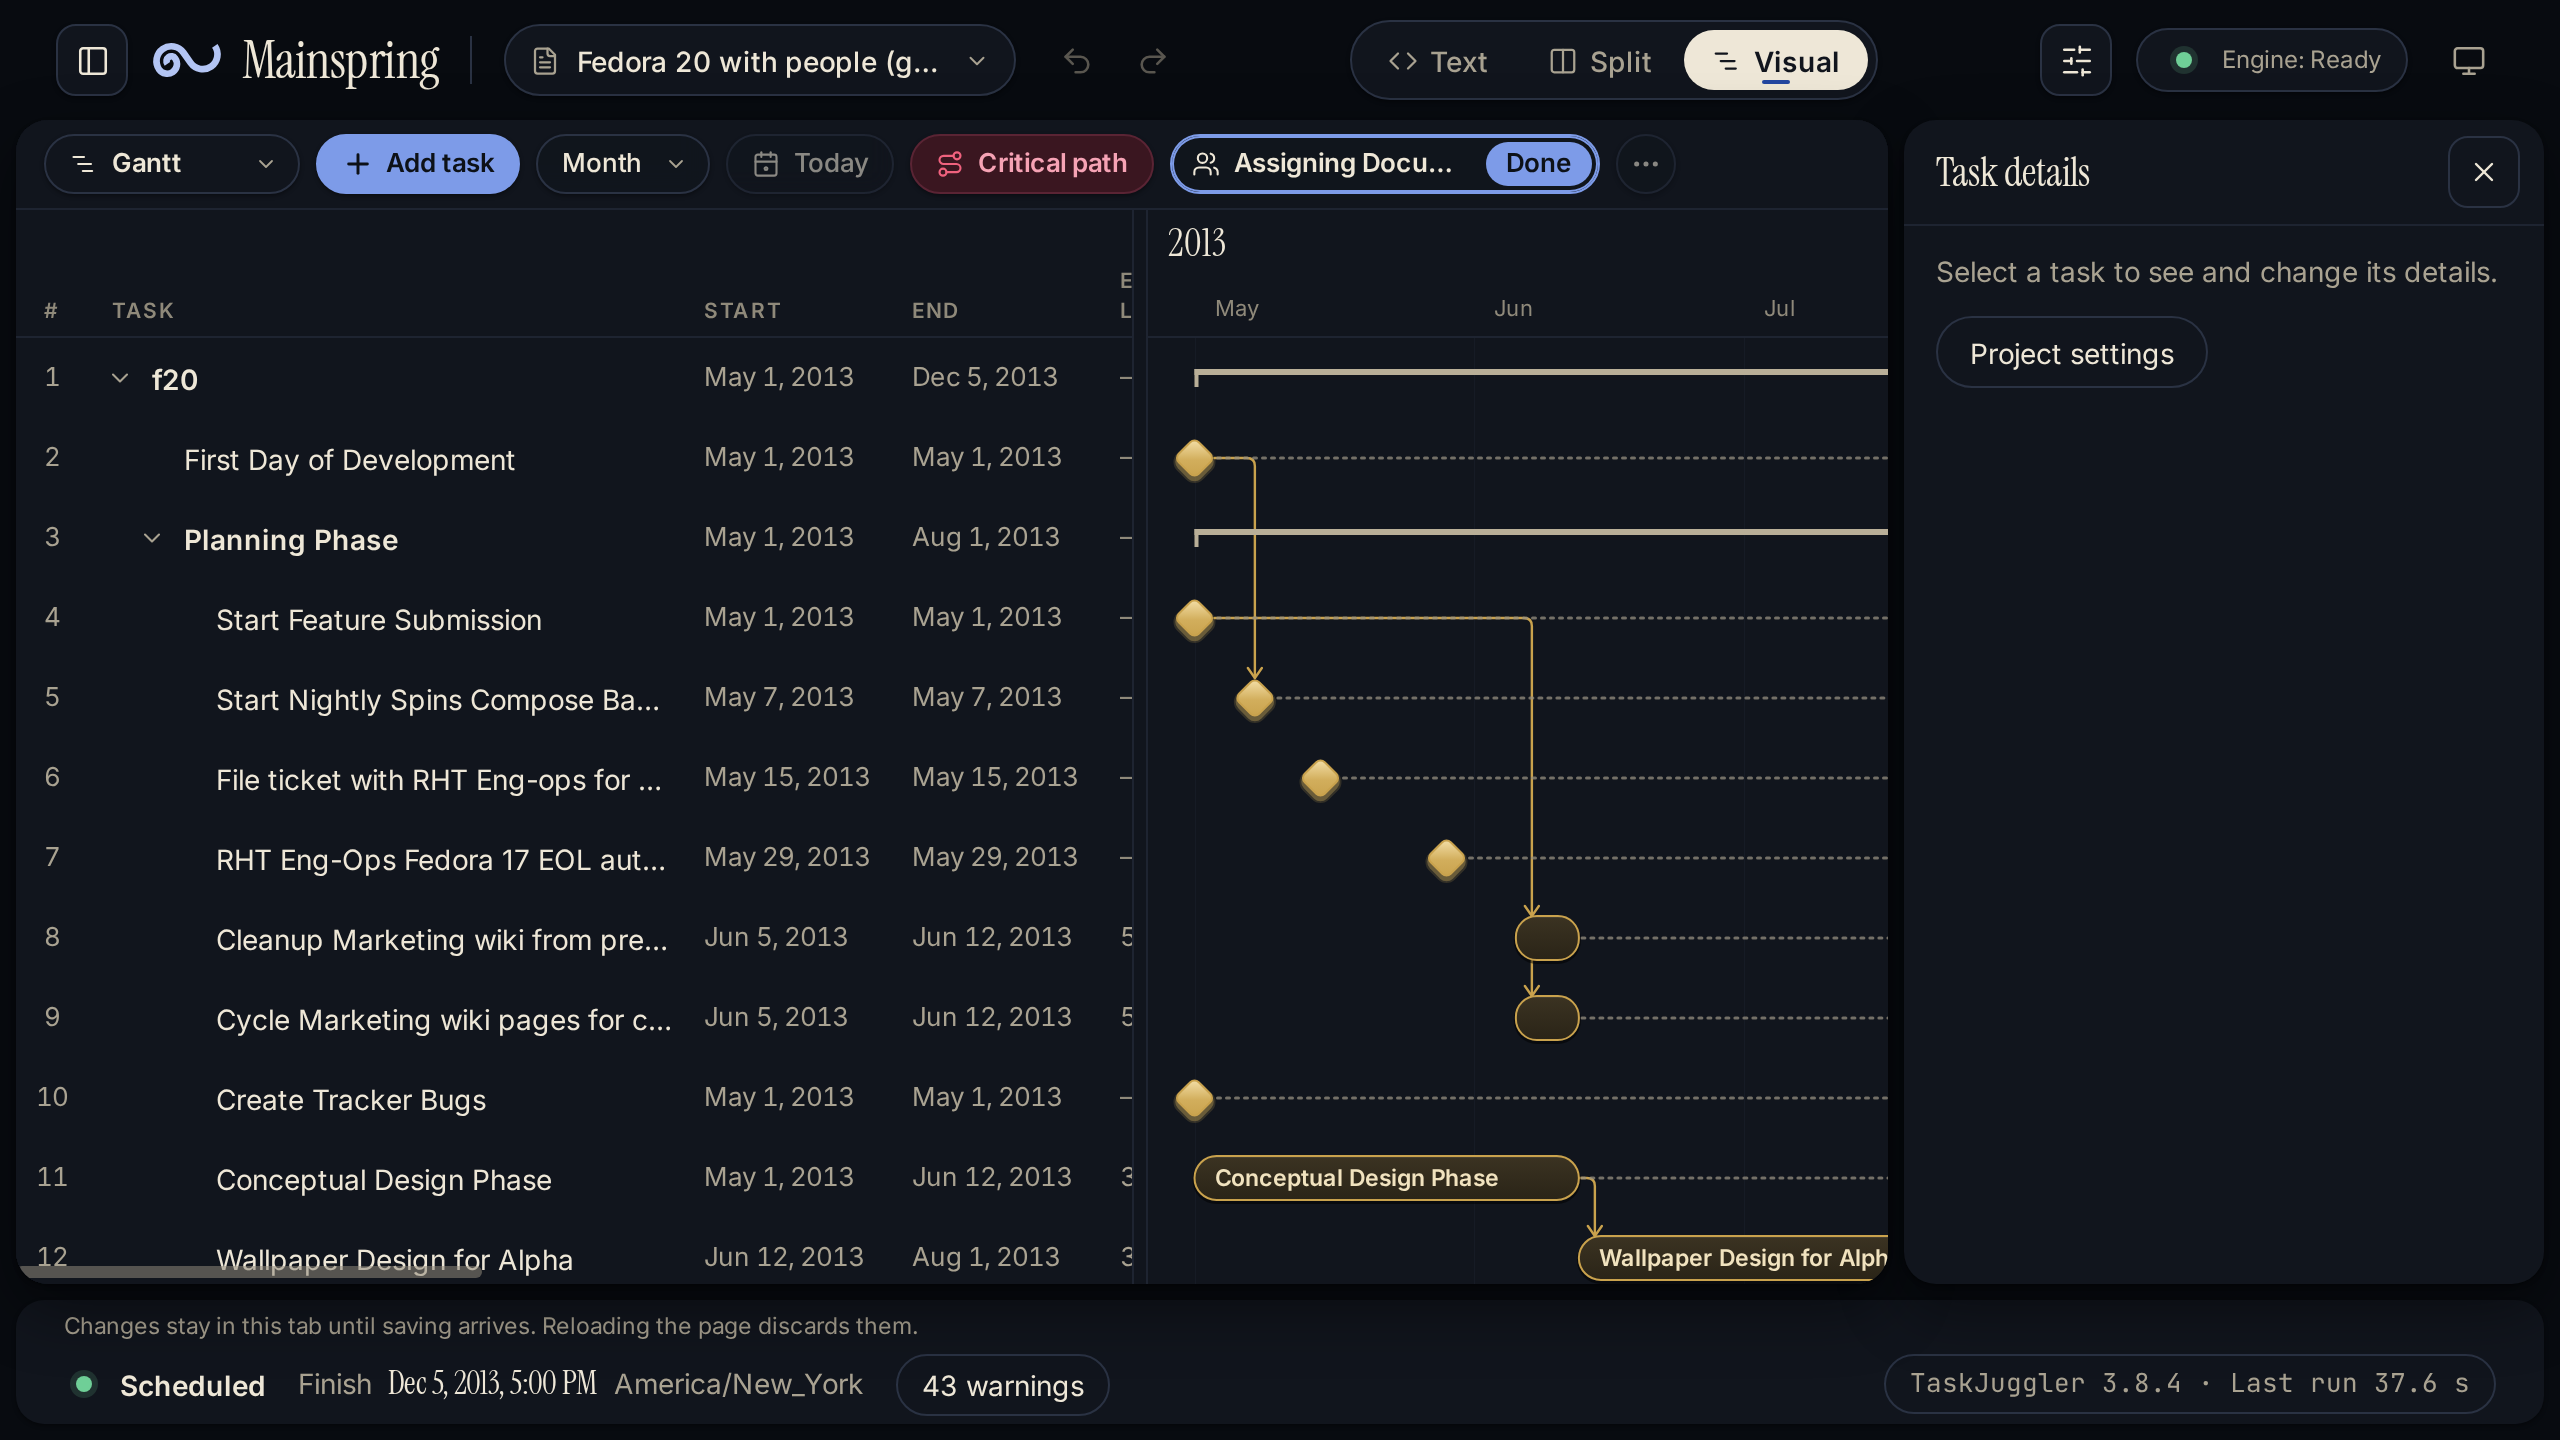 Mainspring
Fedora 20 with people (g...
Text
Split
Visual
Engine: Ready
Gantt
Add task
Month
Today
Critical path
Assigning Docu...
Done
Task details
Select a task to see and change its details.
Project settings
# TASK START END E
L
2013
May Jun Jul
1 f20 May 1, 2013 Dec 5, 2013 –
2 First Day of Development May 1, 2013 May 1, 2013 –
3 Planning Phase May 1, 2013 Aug 1, 2013 –
4 Start Feature Submission May 1, 2013 May 1, 2013 –
5 Start Nightly Spins Compose Ba... May 7, 2013 May 7, 2013 –
6 File ticket with RHT Eng-ops for ... May 15, 2013 May 15, 2013 –
7 RHT Eng-Ops Fedora 17 EOL aut... May 29, 2013 May 29, 2013 –
8 Cleanup Marketing wiki from pre... Jun 5, 2013 Jun 12, 2013 5
9 Cycle Marketing wiki pages for c... Jun 5, 2013 Jun 12, 2013 5
10 Create Tracker Bugs May 1, 2013 May 1, 2013
11 Conceptual Design Phase May 1, 2013 Jun 12, 2013 3
Conceptual Design Phase
12 Wallpaper Design for Alpha Jun 12, 2013 Aug 1, 2013 3
Wallpaper Design for Alph
Changes stay in this tab until saving arrives. Reloading the page discards them.
Scheduled Finish Dec 5, 2013, 5:00 PM America/New_York 43 warnings
TaskJuggler 3.8.4 · Last run 37.6 s